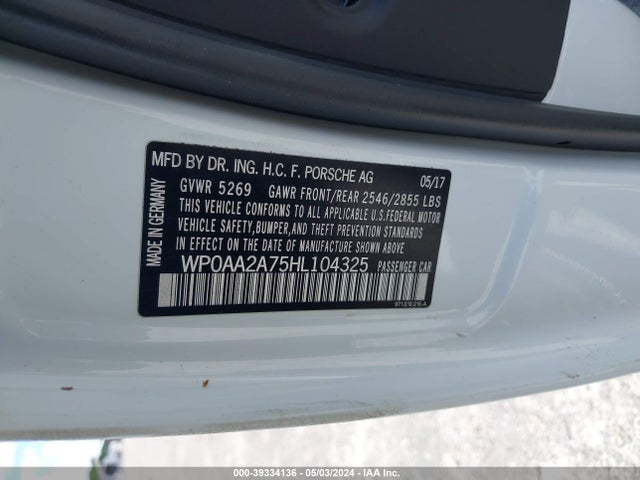 MFD BY DR. ING. H.C. F. PORSCHE AG 05/17
GVWR 5269 GAWR FRONT/REAR 2546/2855 LBS
THIS VEHICLE CONFORMS TO ALL APPLICABLE U.S.FEDERAL MOTOR
VEHICLE SAFETY,BUMPER,AND THEFT PREVENTION STANDARDS
IN EFFECT ON THE DATE OF MANUFACTURE SHOWN ABOVE
WP0AA2A75HL104325 PASSENGER CAR
MADE IN GERMANY
000-39334136 - 05/03/2024 - IAA Inc.